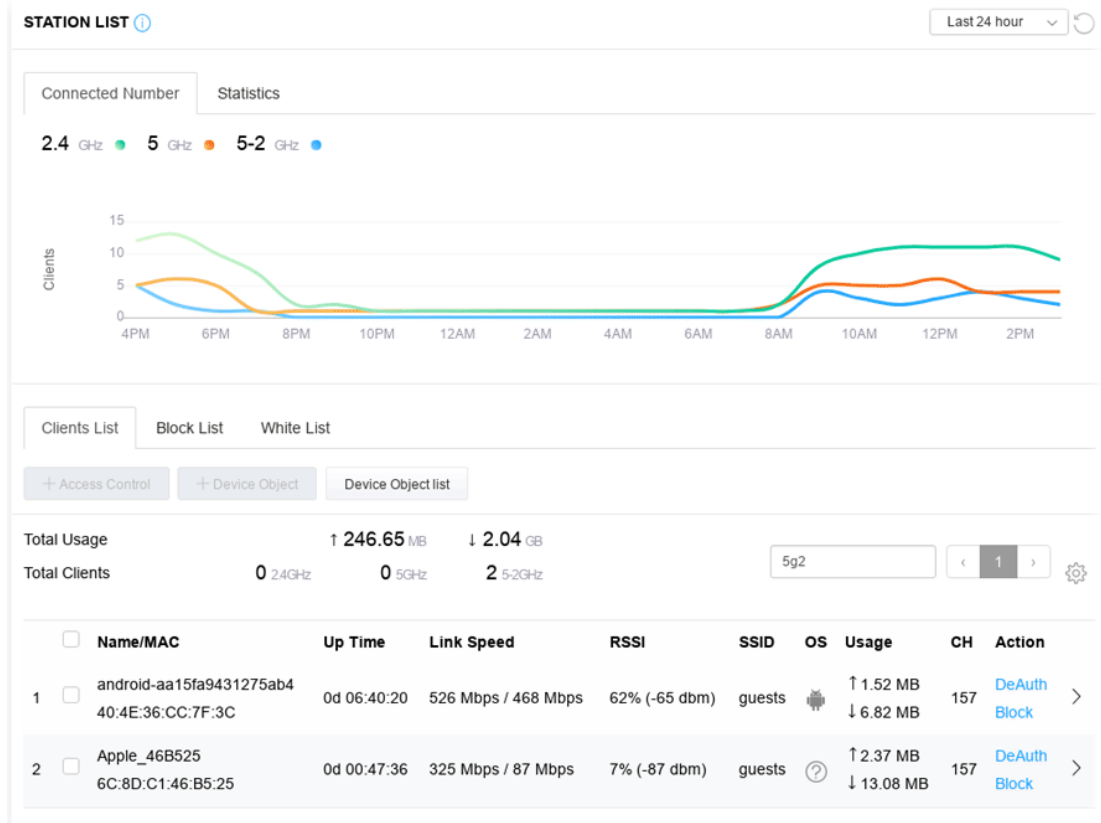 STATION LIST
Last 24 hour
Connected Number Statistics
2.4 GHz 5 GHz 5-2 GHz
Clients
15
10
5
0
4PM 6PM 8PM 10PM 12AM 2AM 4AM 6AM 8AM 10AM 12PM 2PM
Clients List Block List White List
+ Access Control + Device Object Device Object list
Total Usage ↑ 246.65 MB ↓ 2.04 GB
Total Clients 0 2.4GHz 0 5GHz 2 5-2GHz
5g2 ‹ 1 ›
Name/MAC Up Time Link Speed RSSI SSID OS Usage CH Action
1 android-aa15fa9431275ab4 0d 06:40:20 526 Mbps / 468 Mbps 62% (-65 dbm) guests ↑ 1.52 MB 157 DeAuth
40:4E:36:CC:7F:3C ↓ 6.82 MB Block
2 Apple_46B525 0d 00:47:36 325 Mbps / 87 Mbps 7% (-87 dbm) guests ? ↑ 2.37 MB 157 DeAuth
6C:8D:C1:46:B5:25 ↓ 13.08 MB Block